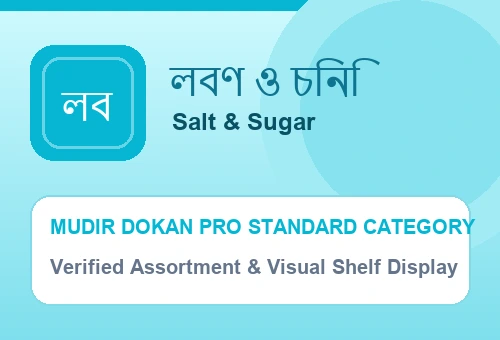 লব
লবণ ও চিনি
Salt & Sugar
MUDIR DOKAN PRO STANDARD CATEGORY
Verified Assortment & Visual Shelf Display